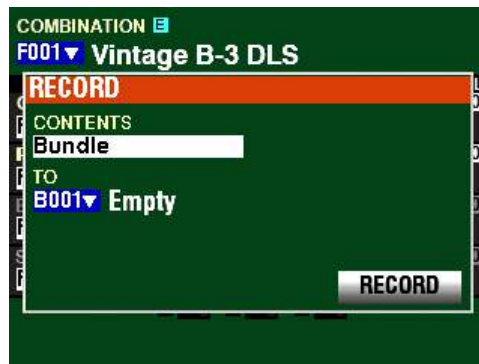 COMBINATION E
F001▼ Vintage B-3 DLS
RECORD
CONTENTS
Bundle
TO
B001▼ Empty
RECORD